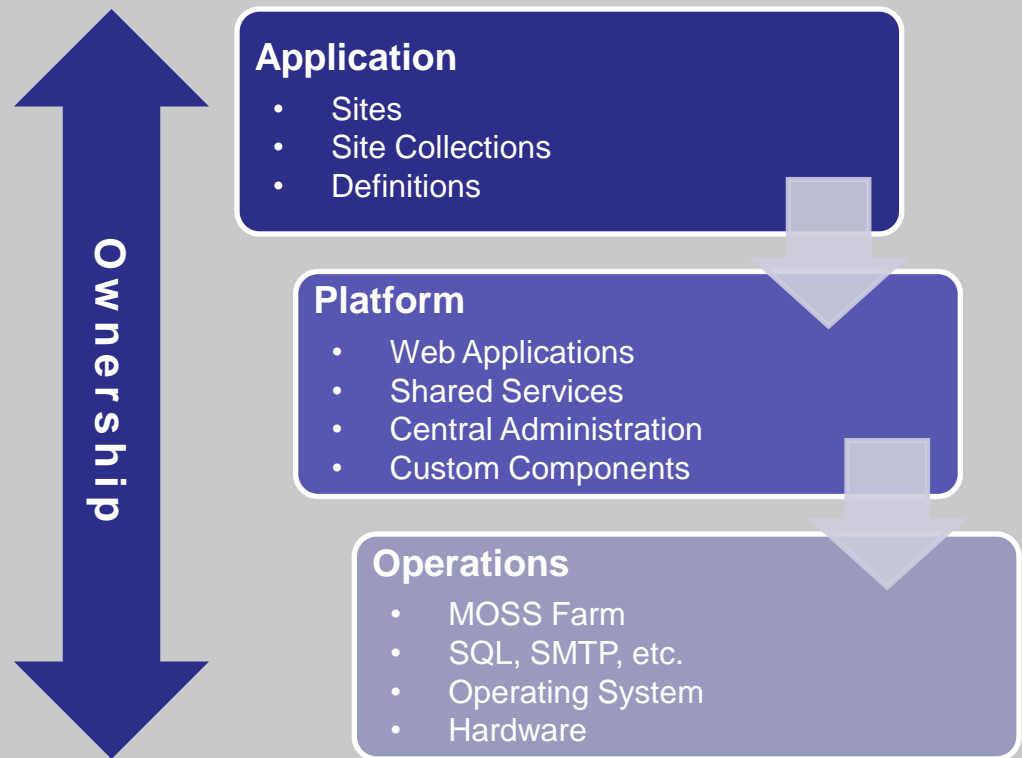 Ownership
Application
• Sites
• Site Collections
• Definitions
Platform
• Web Applications
• Shared Services
• Central Administration
• Custom Components
Operations
• MOSS Farm
• SQL, SMTP, etc.
• Operating System
• Hardware